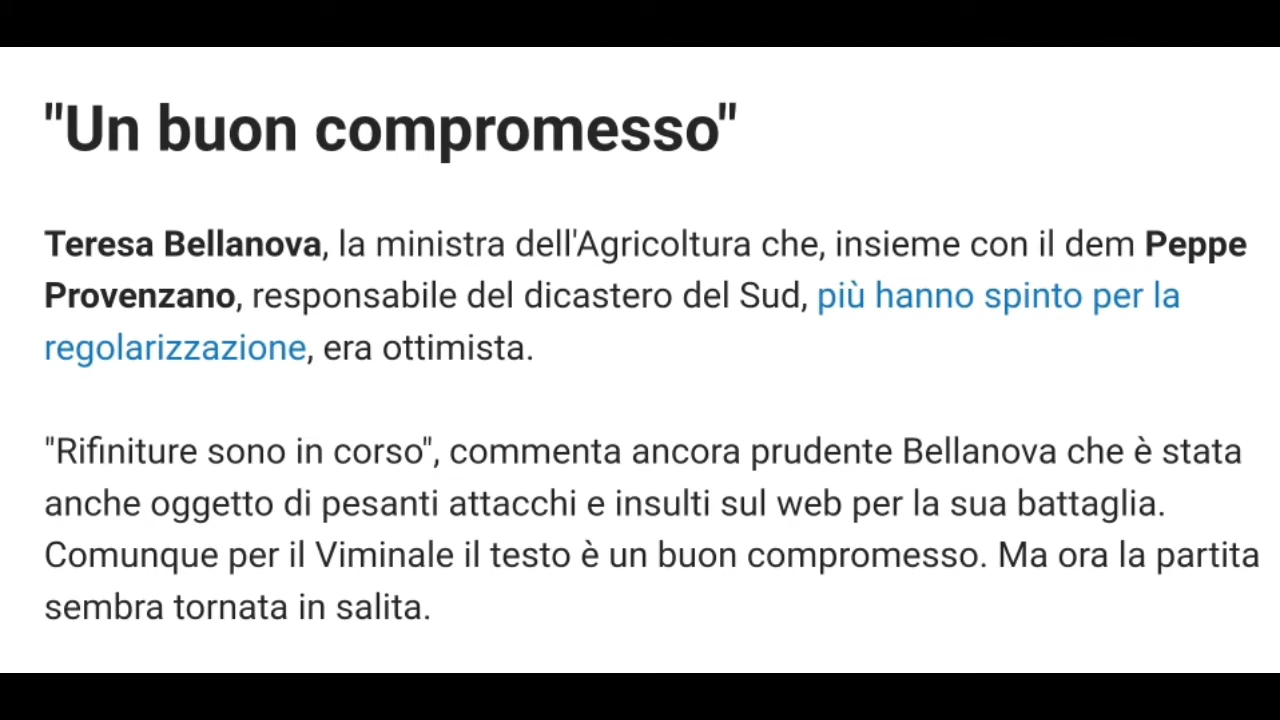 "Un buon compromesso"
Teresa Bellanova, la ministra dell'Agricoltura che, insieme con il dem Peppe
Provenzano, responsabile del dicastero del Sud, più hanno spinto per la
regolarizzazione, era ottimista.
"Rifiniture sono in corso", commenta ancora prudente Bellanova che è stata
anche oggetto di pesanti attacchi e insulti sul web per la sua battaglia.
Comunque per il Viminale il testo è un buon compromesso. Ma ora la partita
sembra tornata in salita.